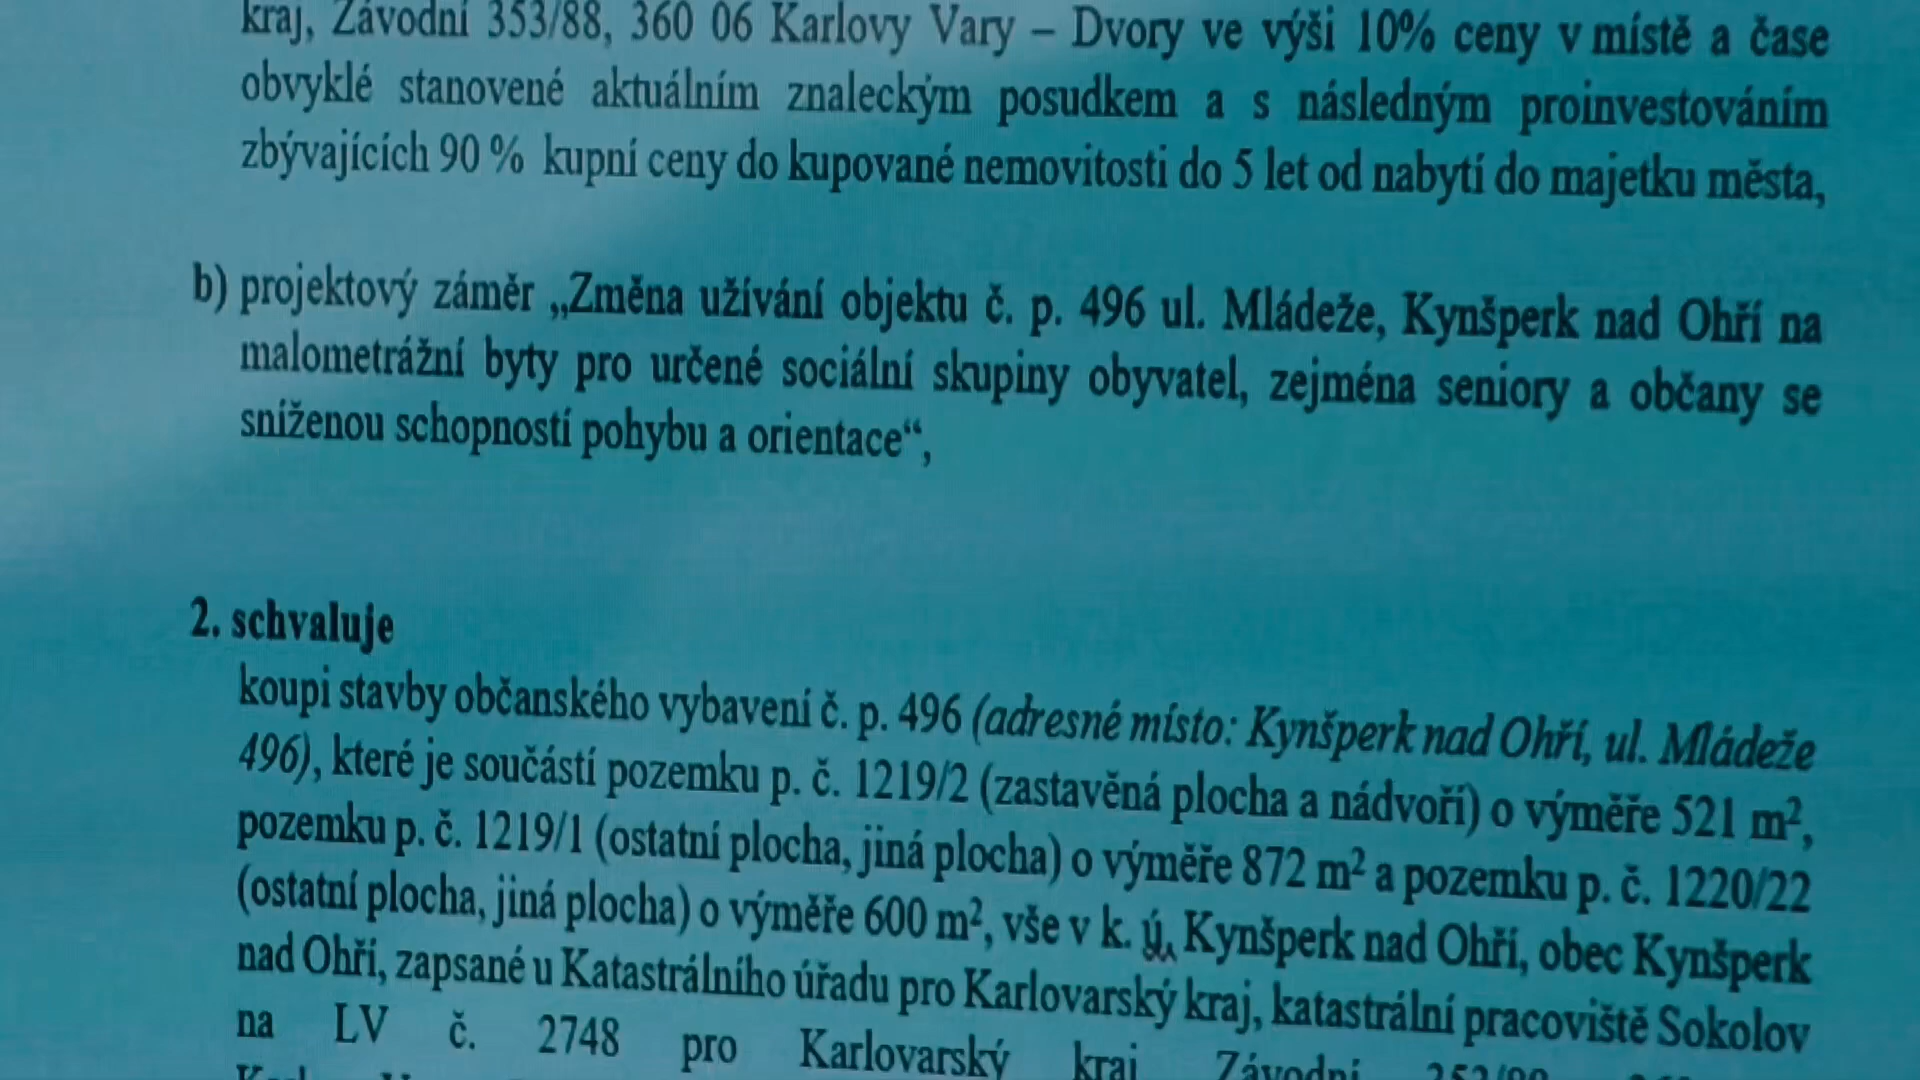 kraj, Závodní 353/88, 360 06 Karlovy Vary – Dvory ve výši 10% ceny v místě a čase
obvyklé stanovené aktuálním znaleckým posudkem a s následným proinvestováním
zbývajících 90 % kupní ceny do kupované nemovitosti do 5 let od nabytí do majetku města,
b) projektový záměr „Změna užívání objektu č. p. 496 ul. Mládeže, Kynšperk nad Ohří na
malometrážní byty pro určené sociální skupiny obyvatel, zejména seniory a občany se
sníženou schopností pohybu a orientace“,
2. schvaluje
koupi stavby občanského vybavení č. p. 496 (adresné místo: Kynšperk nad Ohří, ul. Mládeže
496), které je součástí pozemku p. č. 1219/2 (zastavěná plocha a nádvoří) o výměře 521 m²,
pozemku p. č. 1219/1 (ostatní plocha, jiná plocha) o výměře 872 m² a pozemku p. č. 1220/22
(ostatní plocha, jiná plocha) o výměře 600 m², vše v k. ú. Kynšperk nad Ohří, obec Kynšperk
nad Ohří, zapsané u Katastrálního úřadu pro Karlovarský kraj, katastrální pracoviště Sokolov
na LV č. 2748 pro Karlovarský kraj Závodní